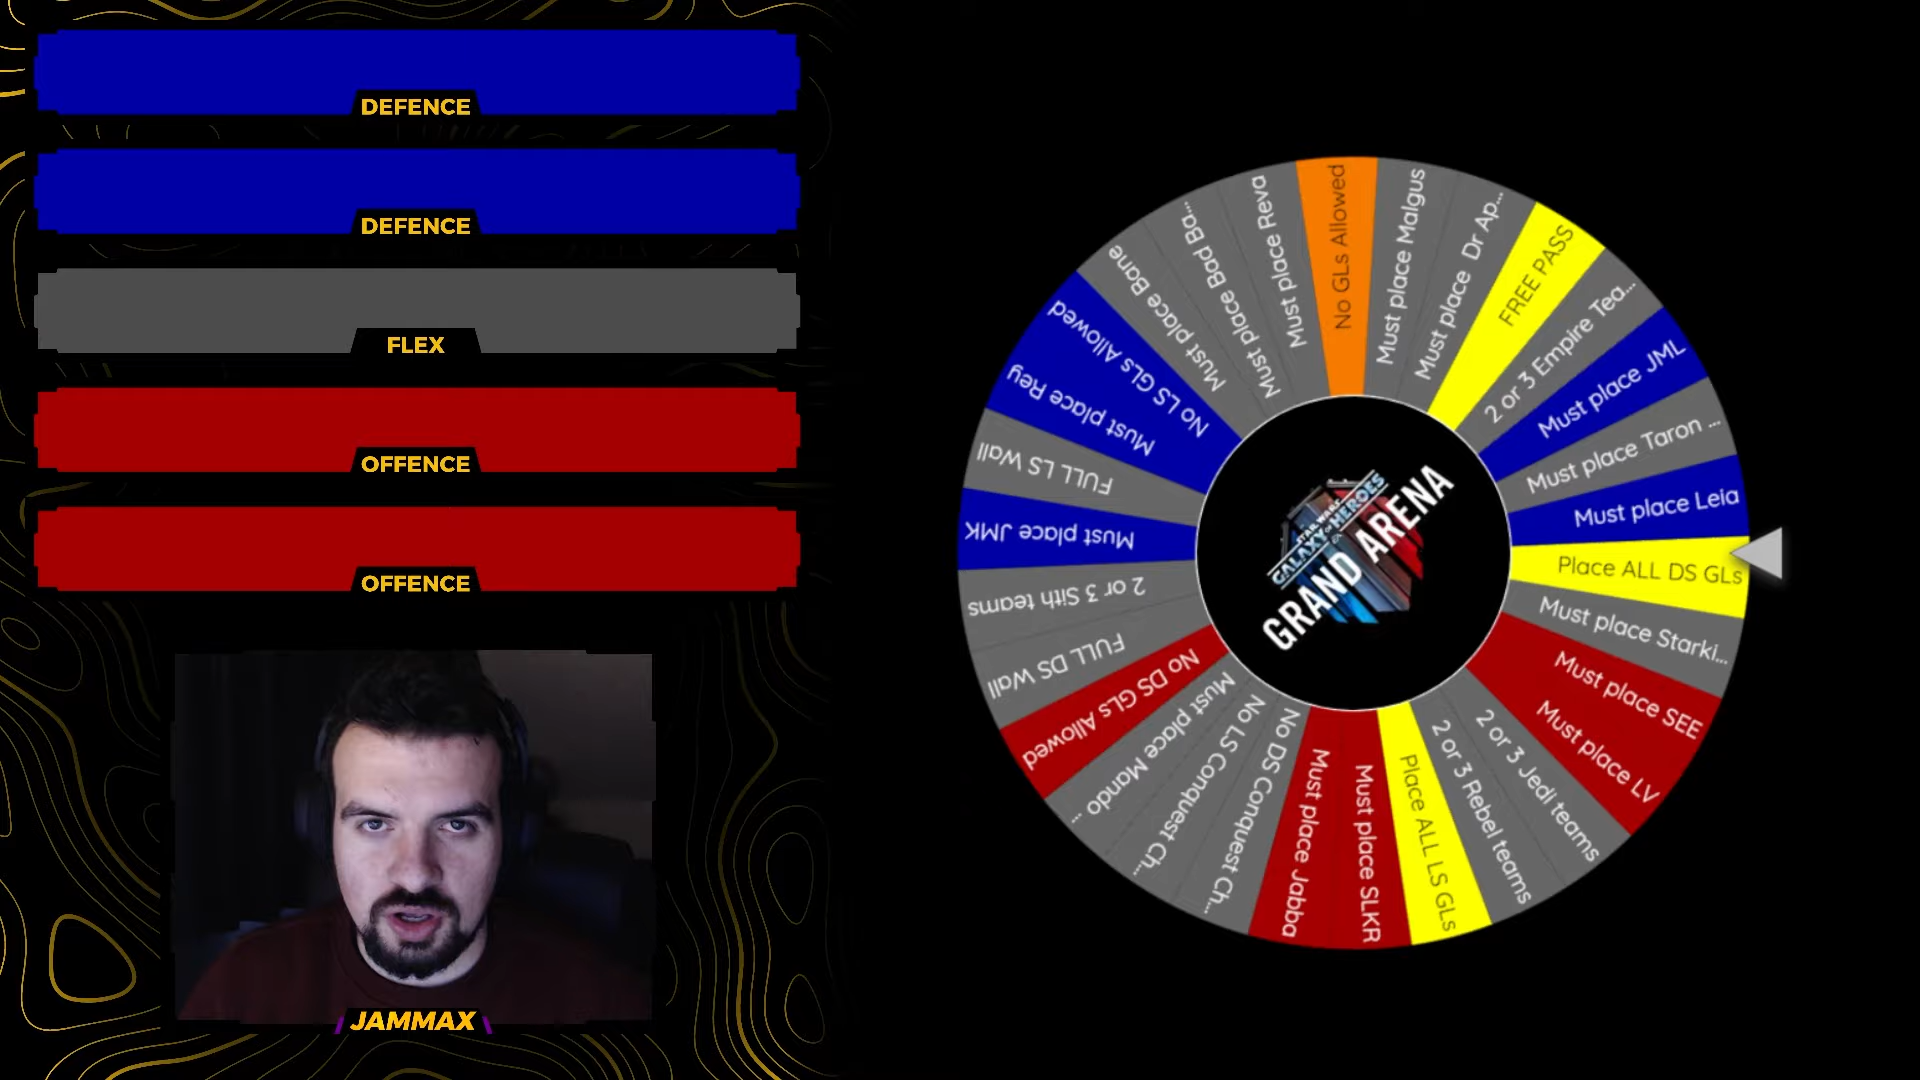 DEFENCE
DEFENCE
FLEX
OFFENCE
OFFENCE
JAMMAX
No GLs Allowed
Must place Malgus
Must place Dr Ap...
FREE PASS
2 or 3 Empire Tea...
Must place JML
Must place Taron ...
Must place Leia
Place ALL DS GLs
Must place Starki...
Must place SEE
Must place LV
2 or 3 Jedi teams
2 or 3 Rebel teams
Place ALL LS GLs
Must place SLKR
Must place Jabba
No DS Conquest Ch...
No LS Conquest Ch...
Must place Mando ...
No DS GLs Allowed
FULL DS Wall
2 or 3 Sith teams
Must place JMK
FULL LS Wall
Must place Rey
No LS GLs Allowed
Must place Bane
Must place Bad Ba...
Must place Reva
STAR WARS
GALAXY OF HEROES
GRAND ARENA